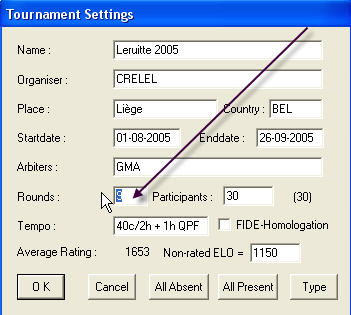 Tournament Settings
Name : Leruitte 2005
Organiser : CRELEL
Place : Liège Country : BEL
Startdate : 01-08-2005 Enddate : 26-09-2005
Arbiters : GMA
Rounds : 9 Participants : 30 (30)
Tempo : 40c/2h + 1h QPF FIDE-Homologation
Average Rating : 1653 Non-rated ELO = 1150
O K Cancel All Absent All Present Type